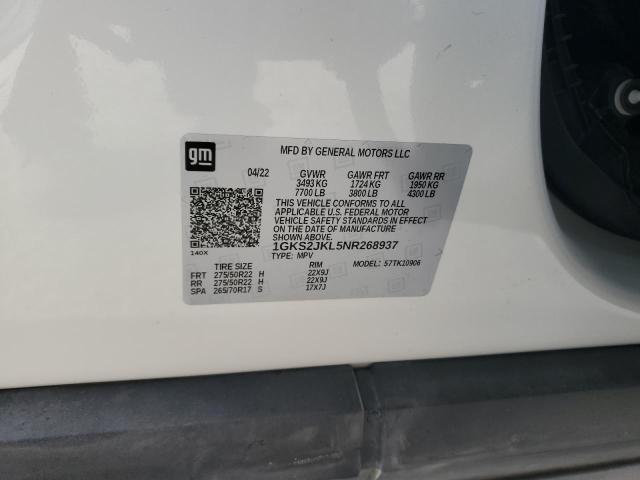 gm
MFD BY GENERAL MOTORS LLC
04/22 GVWR GAWR FRT GAWR RR
3493 KG 1724 KG 1950 KG
7700 LB 3800 LB 4300 LB
THIS VEHICLE CONFORMS TO ALL
APPLICABLE U.S. FEDERAL MOTOR
VEHICLE SAFETY STANDARDS IN EFFECT
ON THE DATE OF MANUFACTURE
SHOWN ABOVE.
1GKS2JKL5NR268937
140X
TYPE: MPV 57TK10906
TIRE SIZE RIM
FRT 275/50R22 H 22X9J
RR 275/50R22 H 22X9J
SPA 265/70R17 S 17X7J